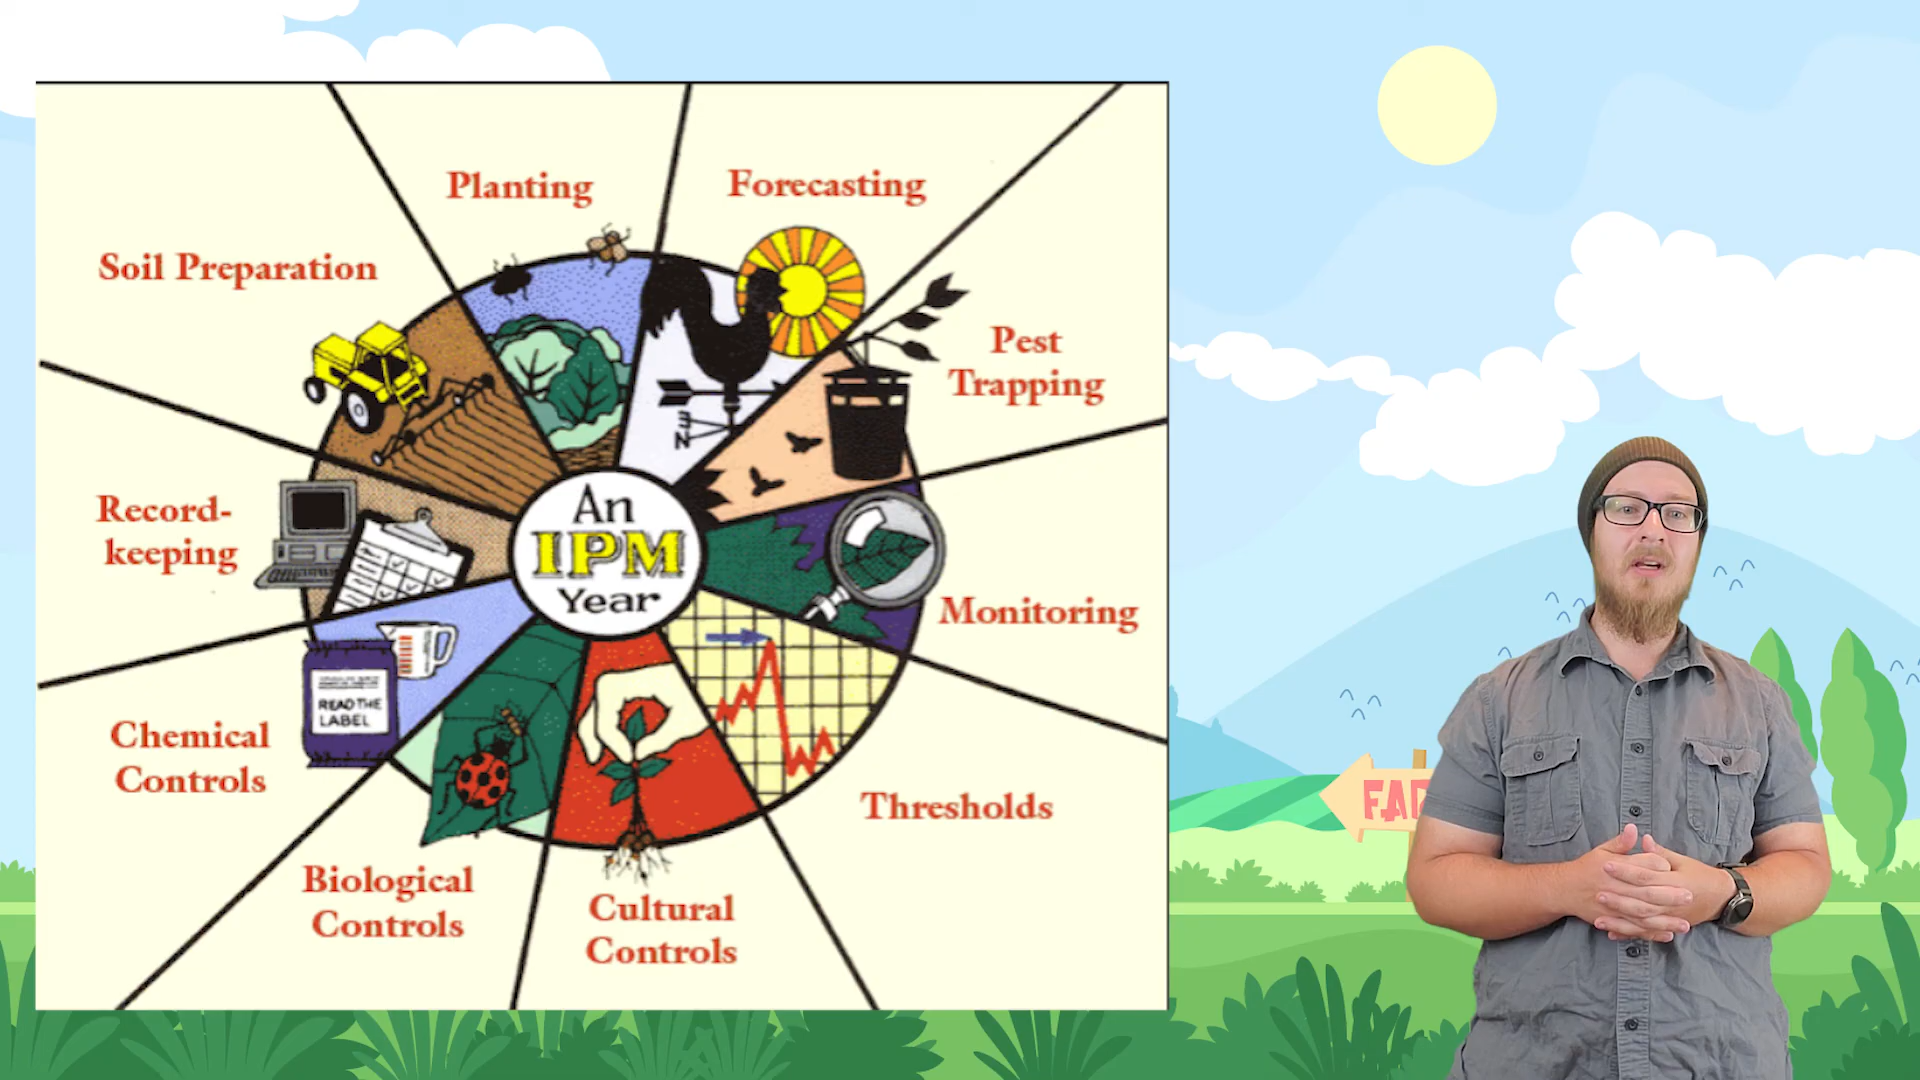 Planting
Forecasting
Soil Preparation
Pest
Trapping
Record-
keeping
An
IPM
Year
Monitoring
READ THE
LABEL
Chemical
Controls
Thresholds
Biological
Controls
Cultural
Controls
N
E